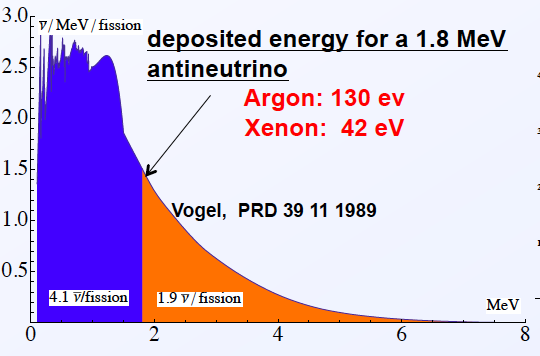 3.0
ν̅ / MeV / fission
deposited energy for a 1.8 MeV
antineutrino
2.5
Argon: 130 ev
Xenon: 42 eV
2.0
1.5
Vogel, PRD 39 11 1989
1.0
0.5
4.1 ν̅/fission
1.9 ν̅ / fission
MeV
0
2
4
6
8